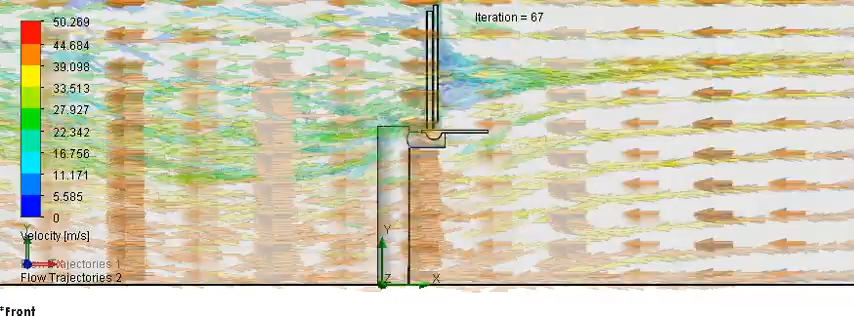 Iteration = 67
50.269
44.684
39.098
33.513
27.927
22.342
16.756
11.171
5.585
0
Velocity [m/s]
Y
Trajectories 1
Flow Trajectories 2
Y
Z
X
*Front